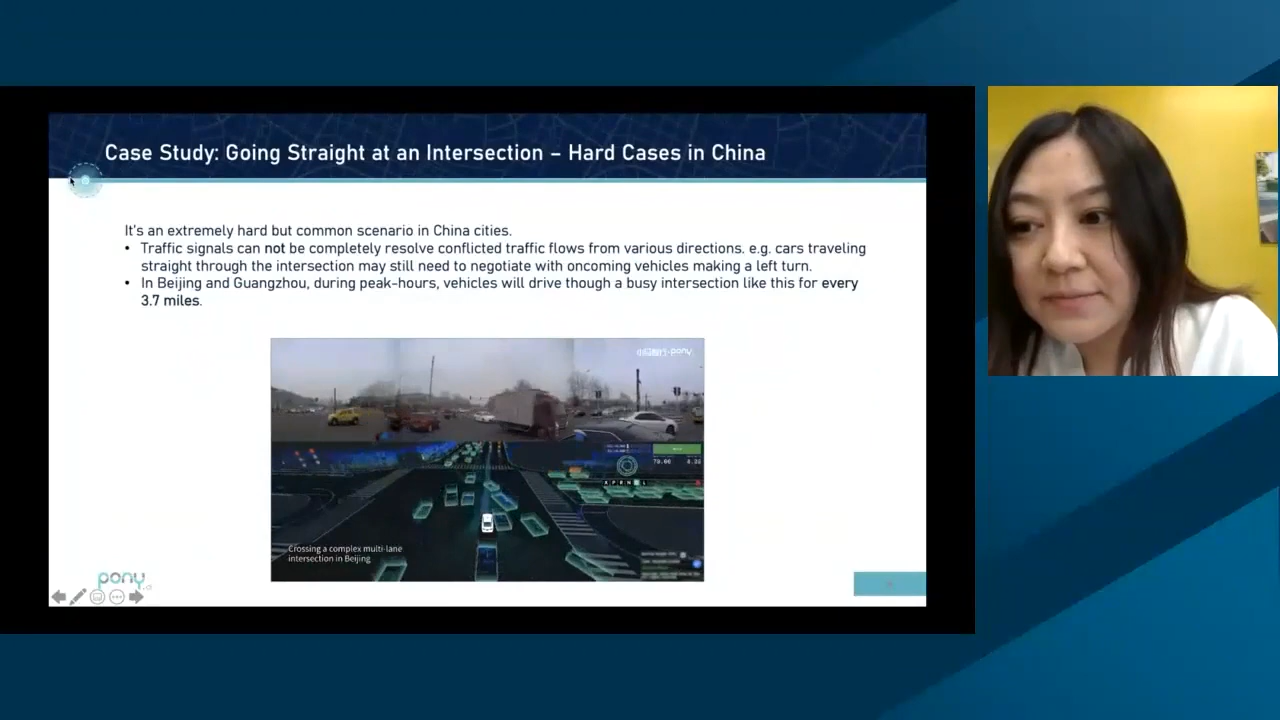 Case Study: Going Straight at an Intersection – Hard Cases in China
It's an extremely hard but common scenario in China cities.
• Traffic signals can not be completely resolve conflicted traffic flows from various directions. e.g. cars traveling
straight through the intersection may still need to negotiate with oncoming vehicles making a left turn.
• In Beijing and Guangzhou, during peak-hours, vehicles will drive though a busy intersection like this for every
3.7 miles.
pony
Crossing a complex multi-lane
intersection in Beijing
pony